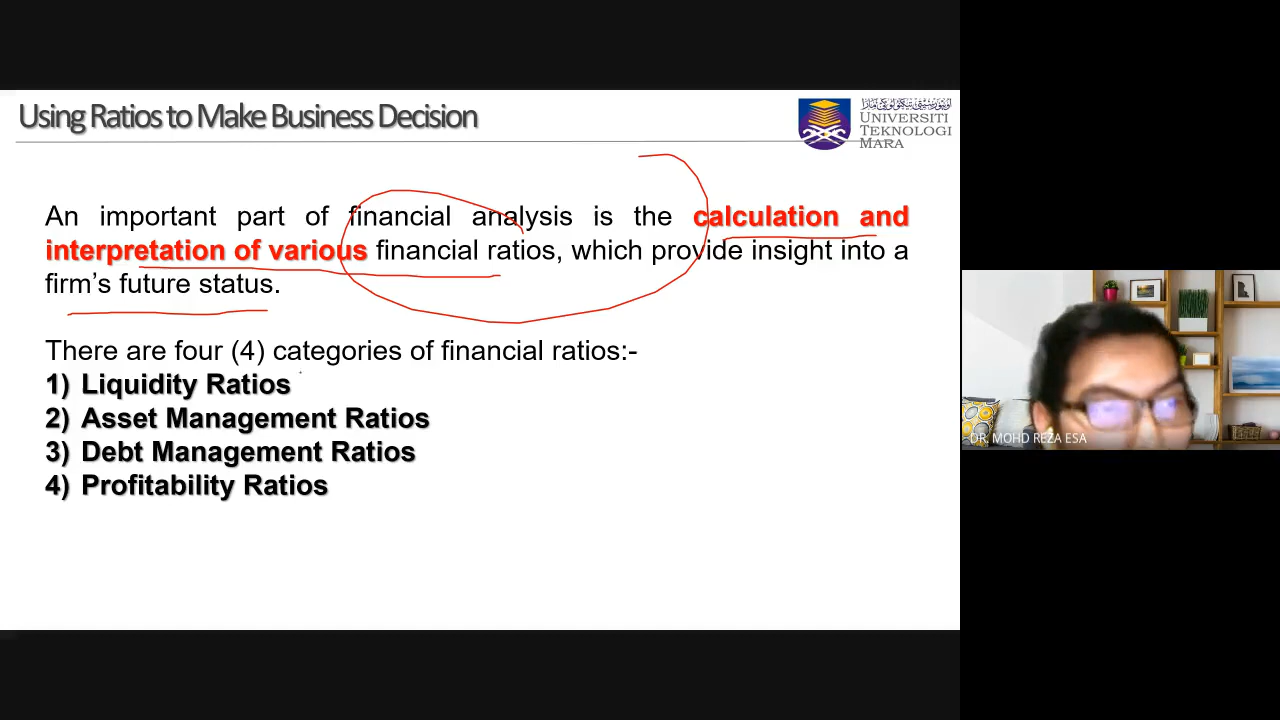 Using Ratios to Make Business Decision
UNIVERSITI
TEKNOLOGI
MARA
An important part of financial analysis is the calculation and
interpretation of various financial ratios, which provide insight into a
firm’s future status.
There are four (4) categories of financial ratios:-
1) Liquidity Ratios
2) Asset Management Ratios
3) Debt Management Ratios
4) Profitability Ratios
DR. MOHD REZA ESA